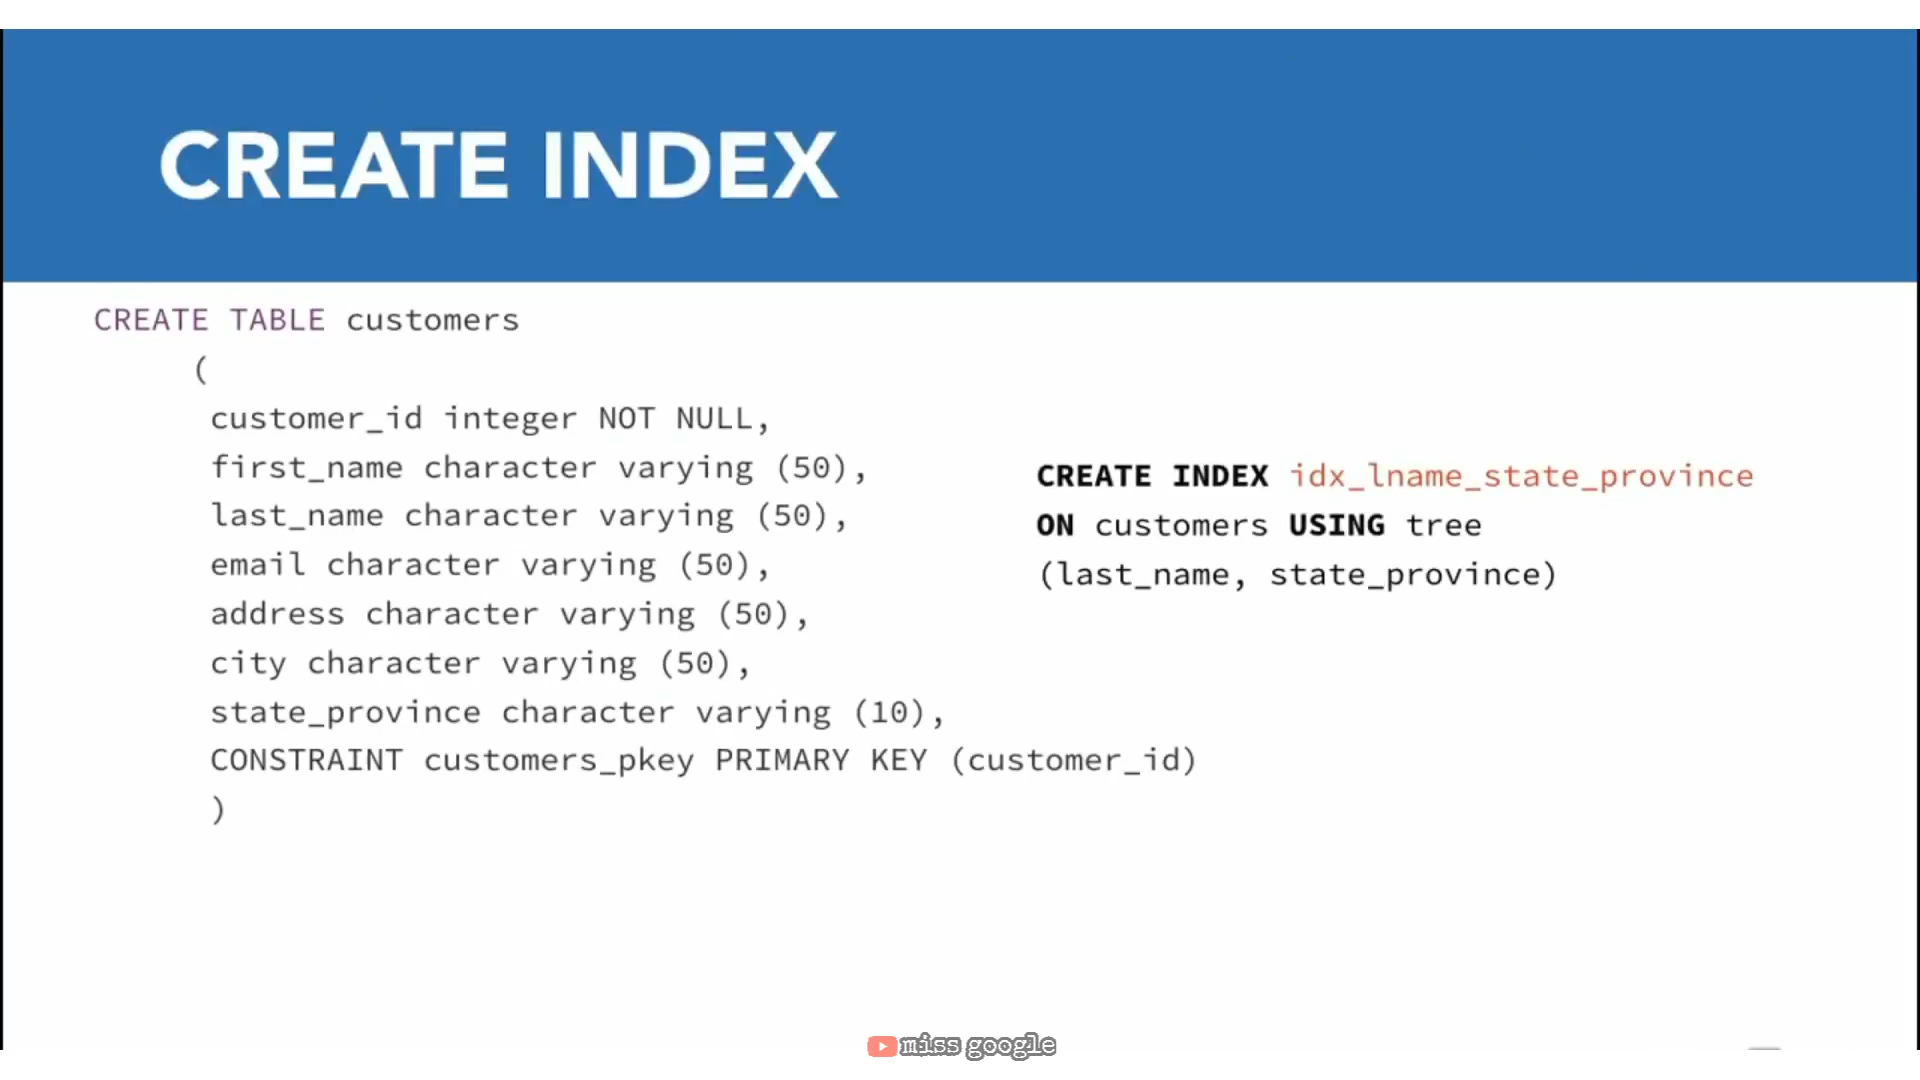 CREATE INDEX
CREATE TABLE customers
(
customer_id integer NOT NULL,
first_name character varying (50),
last_name character varying (50),
email character varying (50),
address character varying (50),
city character varying (50),
state_province character varying (10),
CONSTRAINT customers_pkey PRIMARY KEY (customer_id)
)
CREATE INDEX idx_lname_state_province
ON customers USING tree
(last_name, state_province)
miss google